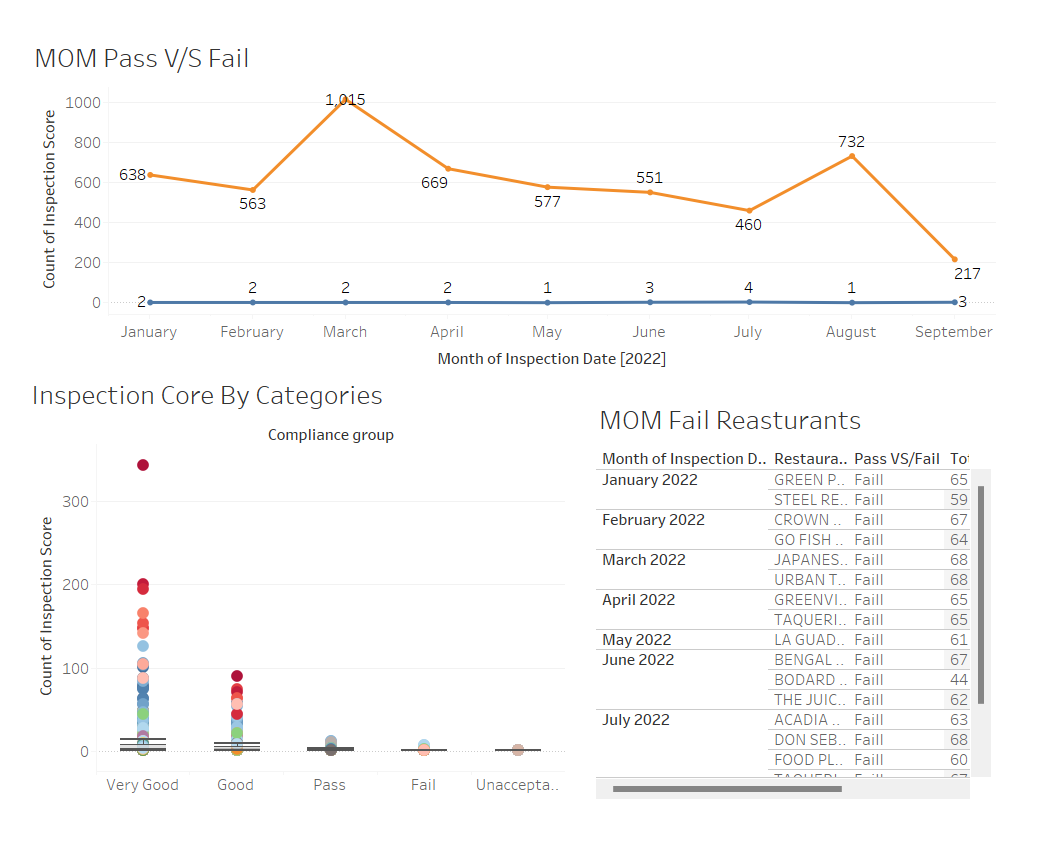 MOM Pass V/S Fail
Count of Inspection Score
1000
800
600
400
200
0
638
563
1,015
669
577
551
460
732
217
2
2
2
2
1
3
4
1
3
January February March April May June July August September
Month of Inspection Date [2022]
Inspection Core By Categories
Compliance group
Count of Inspection Score
300
200
100
0
Very Good Good Pass Fail Unaccepta..
MOM Fail Reasturants
Month of Inspection D.. Restaura.. Pass VS/Fail
January 2022 GREEN P.. Faill 65
STEEL RE.. Faill 59
February 2022 CROWN .. Faill 67
GO FISH .. Faill 64
March 2022 JAPANES.. Faill 68
URBAN T.. Faill 68
April 2022 GREENVI.. Faill 65
TAQUERI.. Faill 65
May 2022 LA GUAD.. Faill 61
June 2022 BENGAL .. Faill 67
BODARD .. Faill 44
THE JUIC.. Faill 62
July 2022 ACADIA .. Faill 63
DON SEB.. Faill 68
FOOD PL.. Faill 60